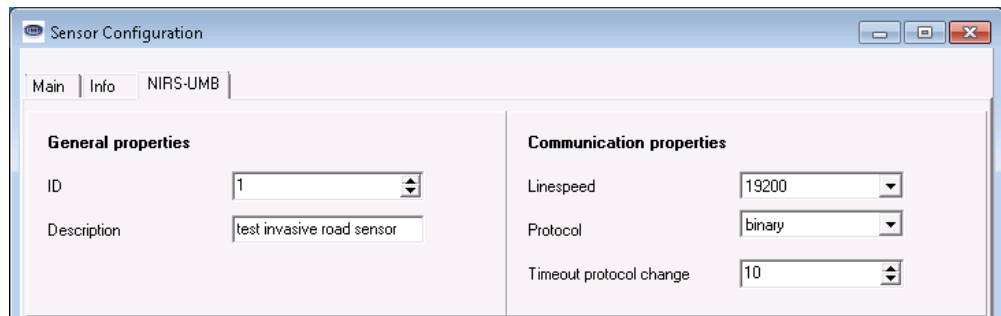 Sensor Configuration
Main Info NIRS-UMB
General properties
ID 1
Description test invasive road sensor
Communication properties
Linespeed 19200
Protocol binary
Timeout protocol change 10